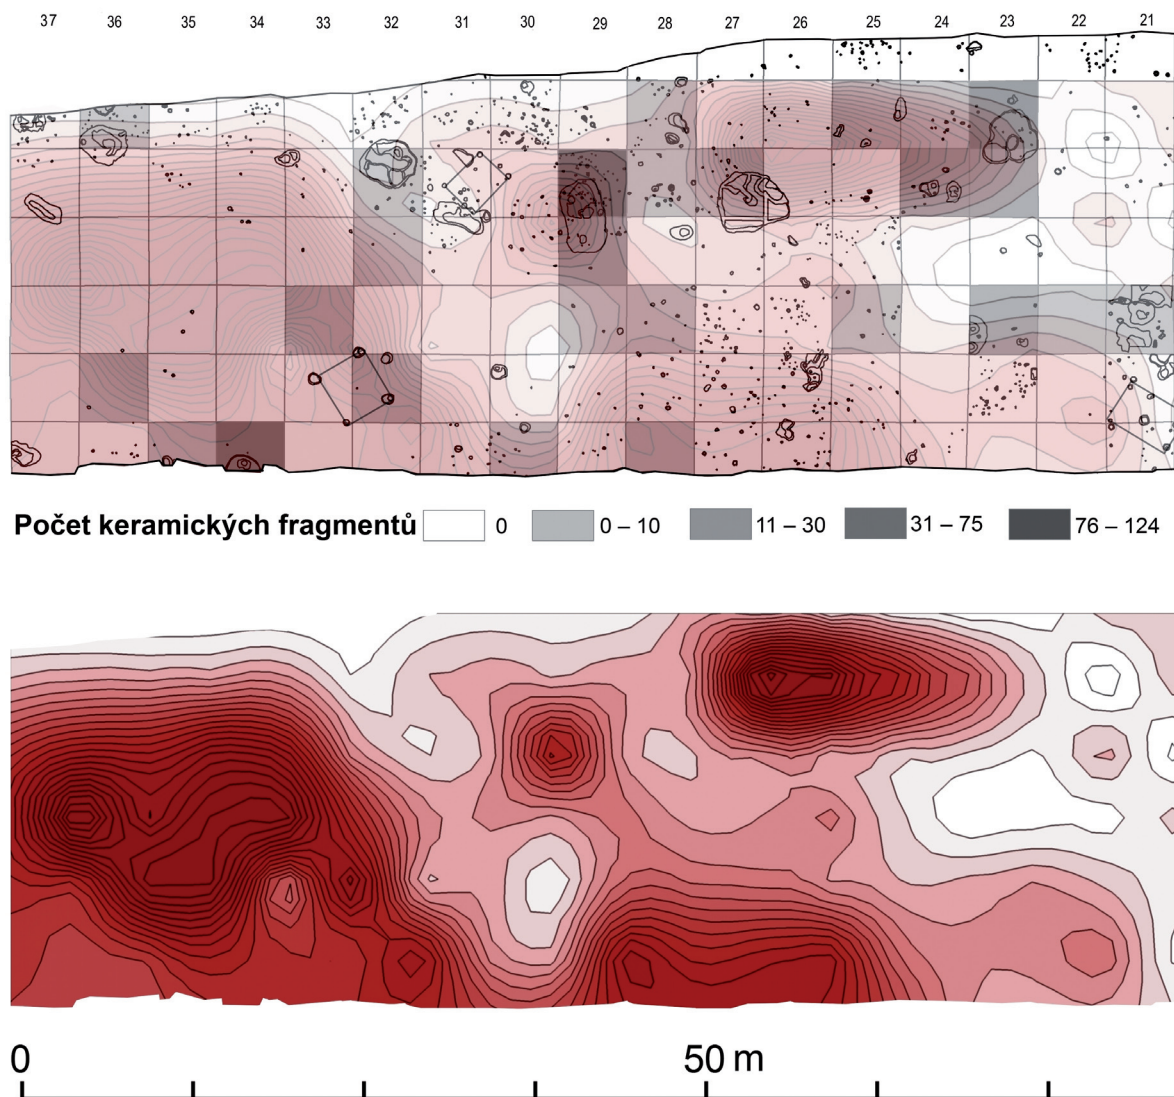 37 36 35 34 33 32 31 30 29 28 27 26 25 24 23 22 21
Počet keramických fragmentů 0 0 – 10 11 – 30 31 – 75 76 – 124
0 50 m